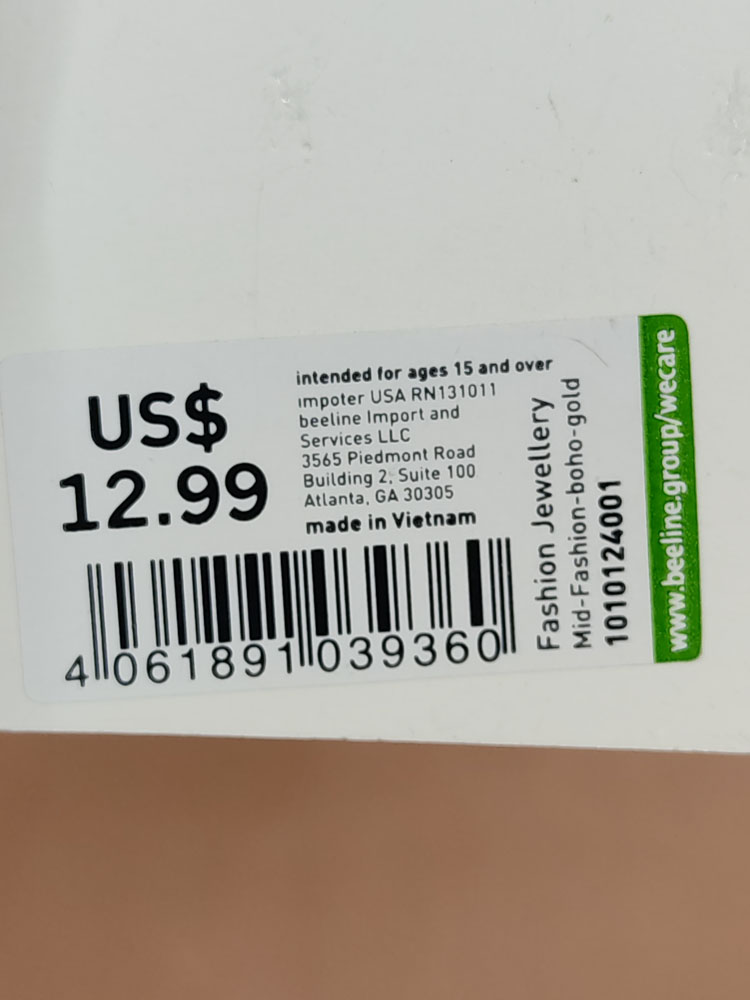 US$
12.99
intended for ages 15 and over
impoter USA RN131011
beeline Import and
Services LLC
3565 Piedmont Road
Building 2, Suite 100
Atlanta, GA 30305
made in Vietnam
4 061891 039360
Fashion Jewellery
Mid-Fashion-boho-gold
1010124001
www.beeline.group/wecare